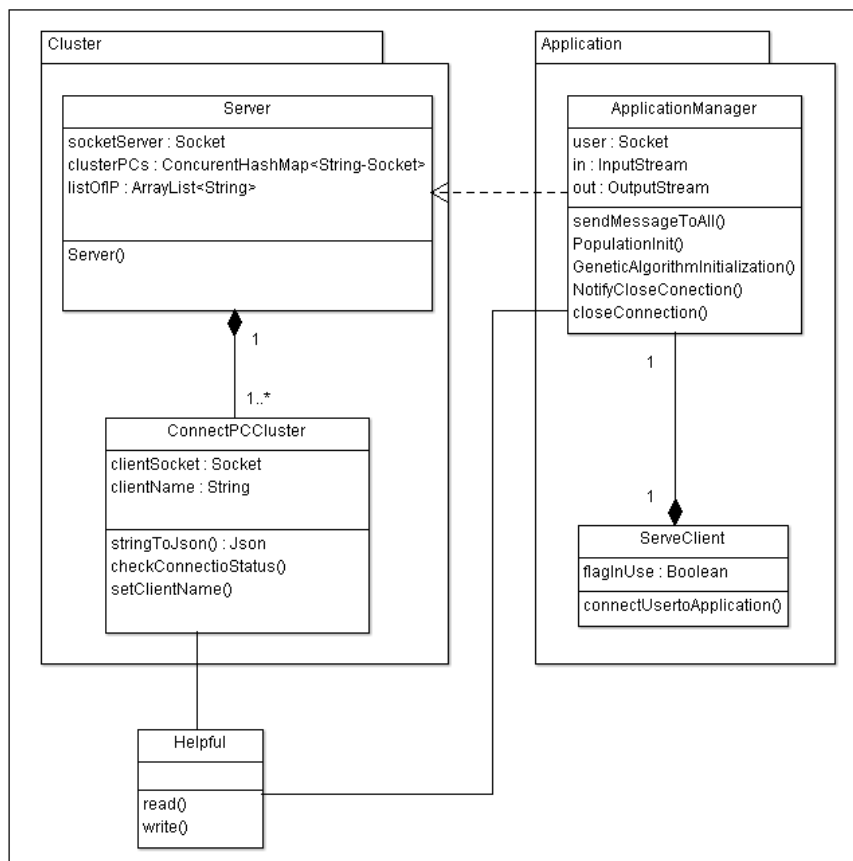 Cluster
Server
socketServer : Socket
clusterPCs : ConcurentHashMap<String-Socket>
listOfIP : ArrayList<String>
Server()
1
1..*
ConnectPCCluster
clientSocket : Socket
clientName : String
stringToJson() : Json
checkConnectioStatus()
setClientName()
Helpful
read()
write()
Application
ApplicationManager
user : Socket
in : InputStream
out : OutputStream
sendMessageToAll()
PopulationInit()
GeneticAlgorithmInitialization()
NotifyCloseConection()
closeConnection()
1
1
ServeClient
flagInUse : Boolean
connectUsertoApplication()